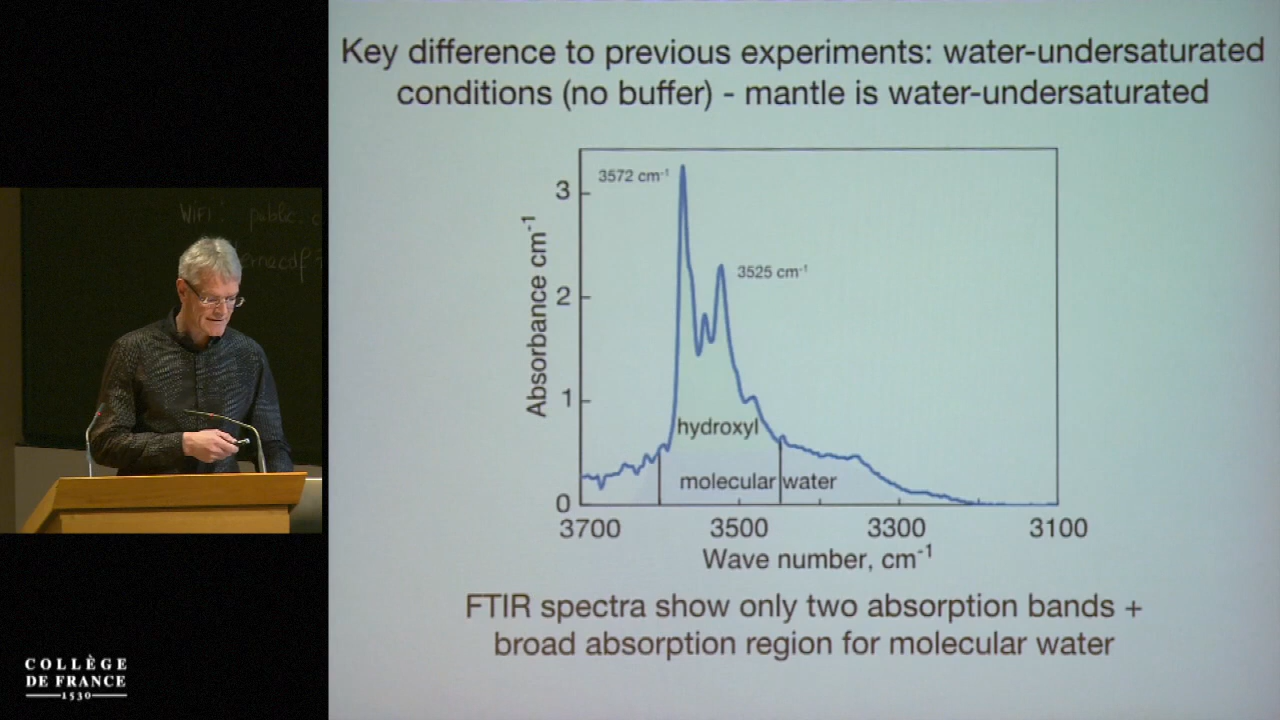 Key difference to previous experiments: water-undersaturated
conditions (no buffer) - mantle is water-undersaturated
3572 cm⁻¹
3525 cm⁻¹
Absorbance cm⁻¹
3
2
1
0
hydroxyl
molecular water
3700 3500 3300 3100
Wave number, cm⁻¹
FTIR spectra show only two absorption bands +
broad absorption region for molecular water
WiFi: public.c
COLLÈGE
DE FRANCE
1530